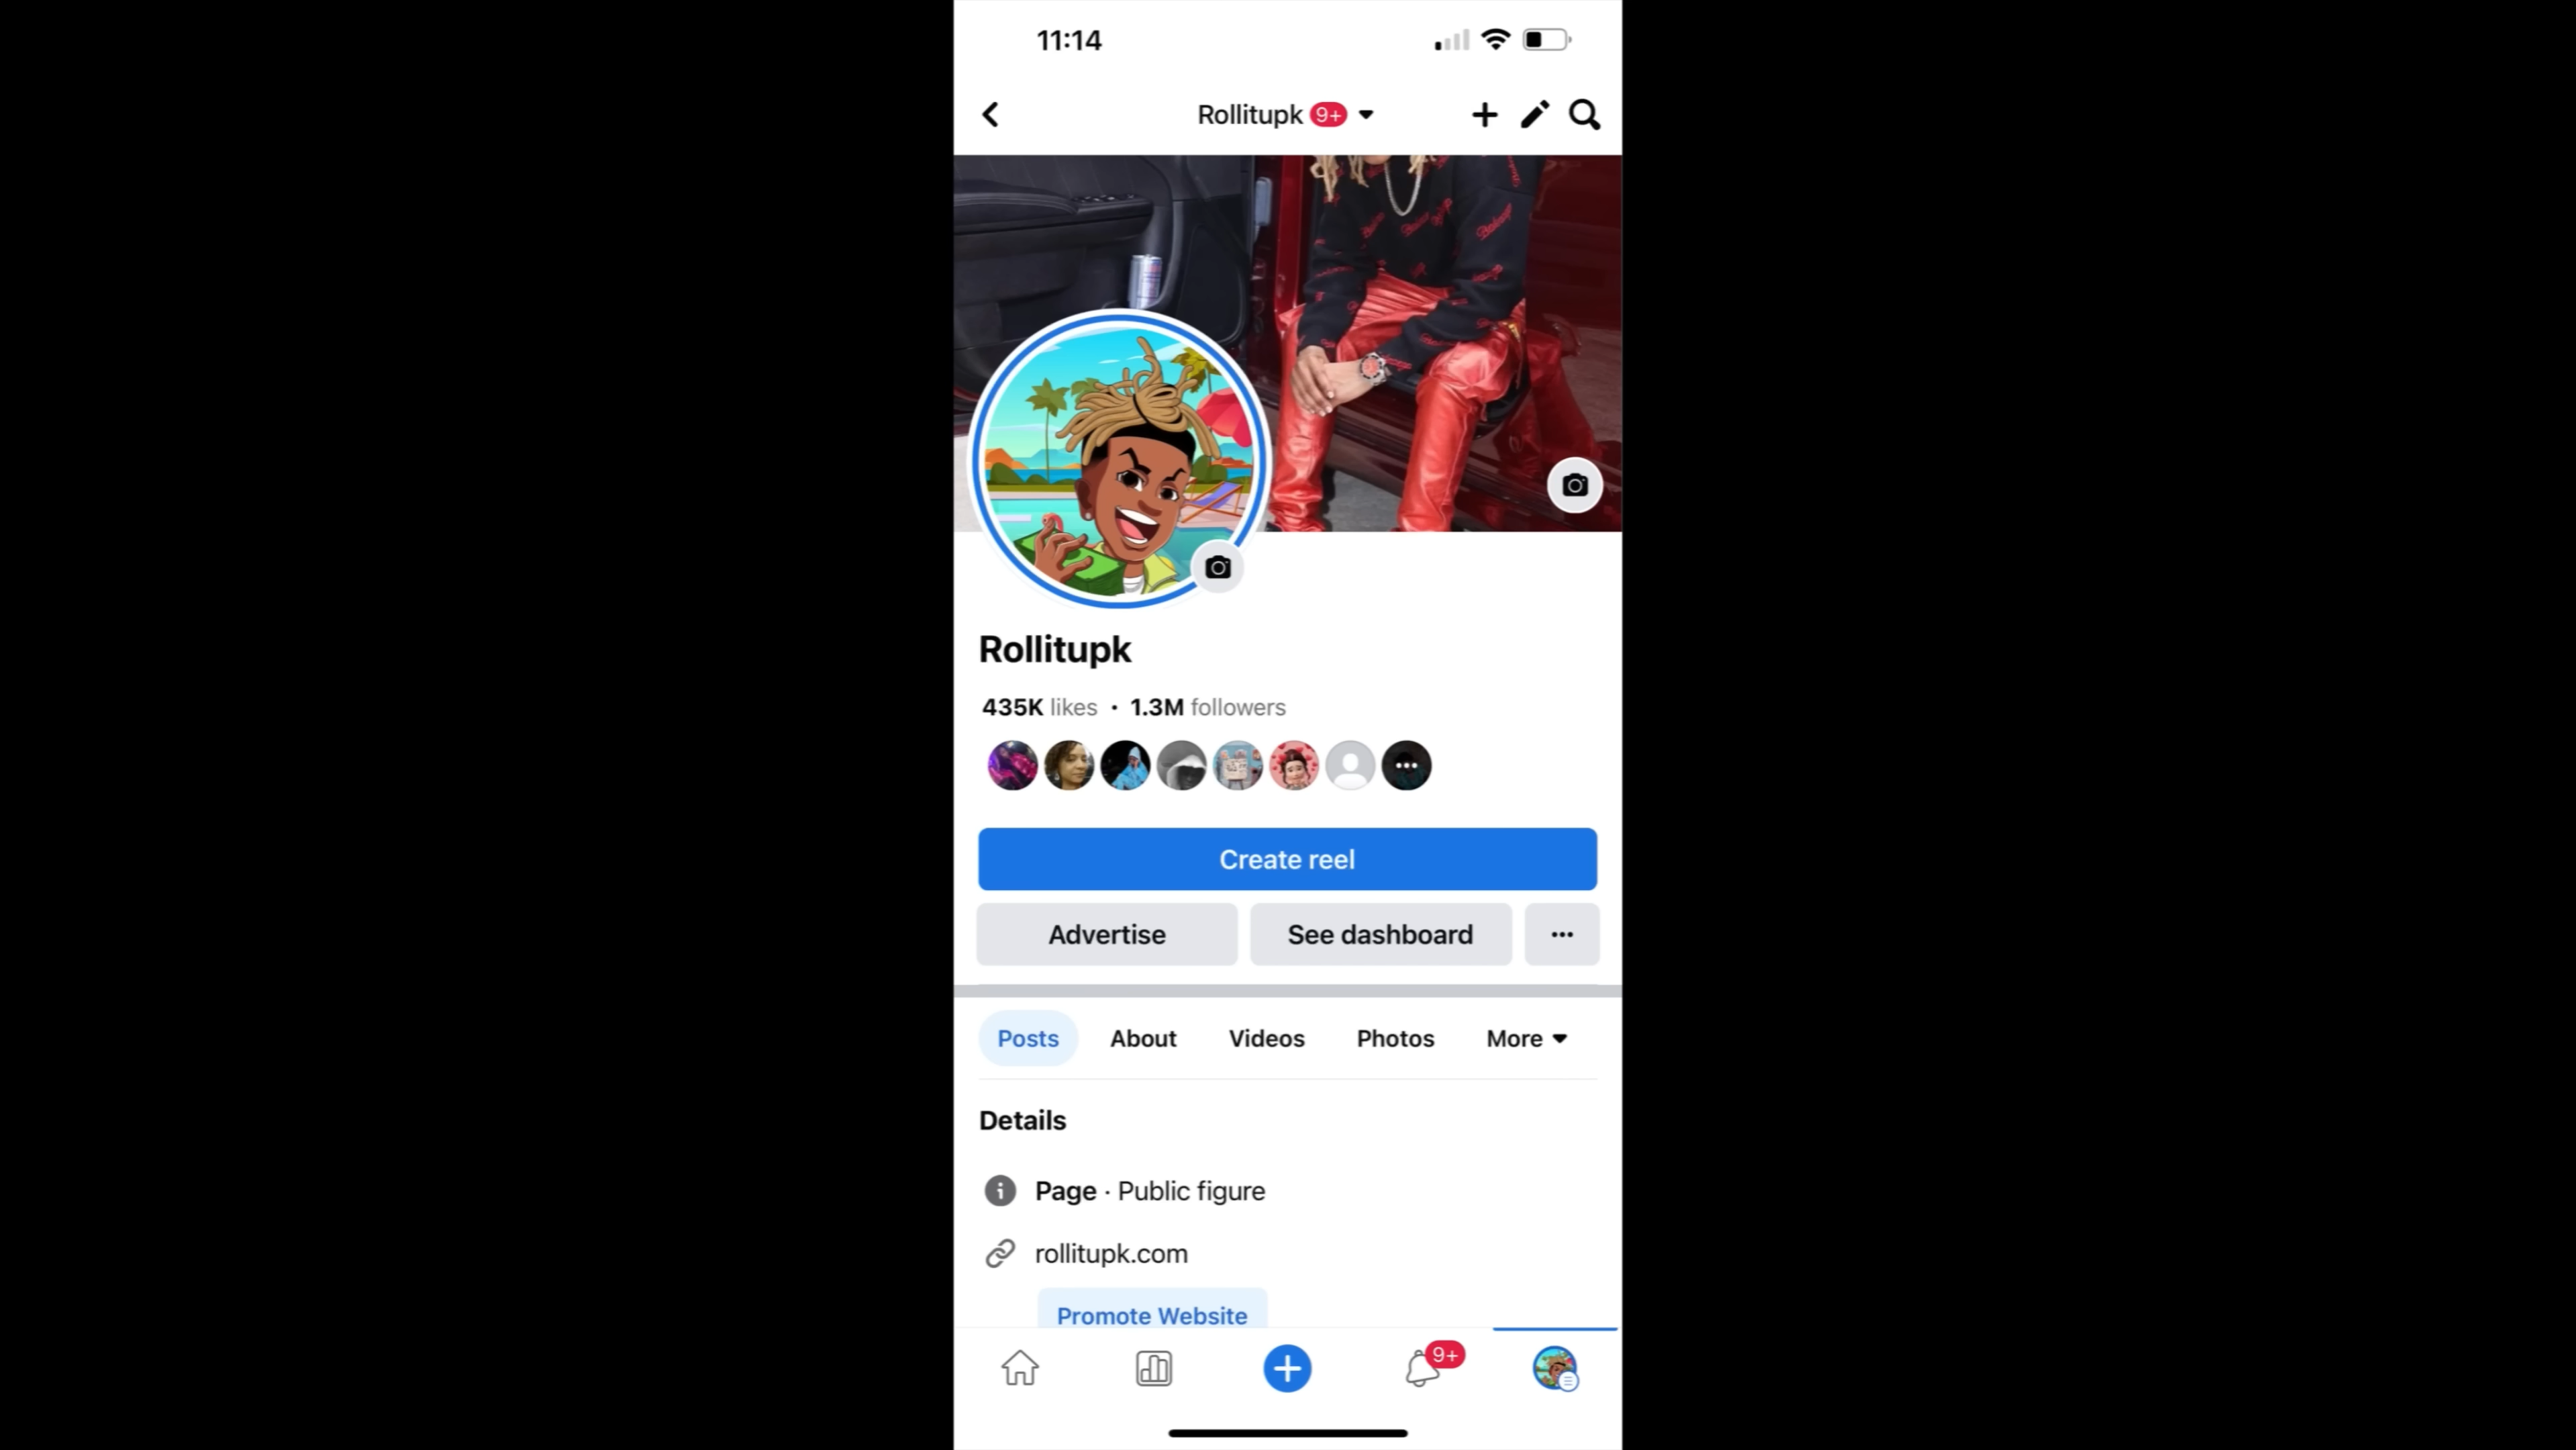 11:14
Rollitupk 9+
Rollitupk
435K likes • 1.3M followers
Create reel
Advertise
See dashboard
Posts
About
Videos
Photos
More
Details
Page · Public figure
rollitupk.com
Promote Website
9+